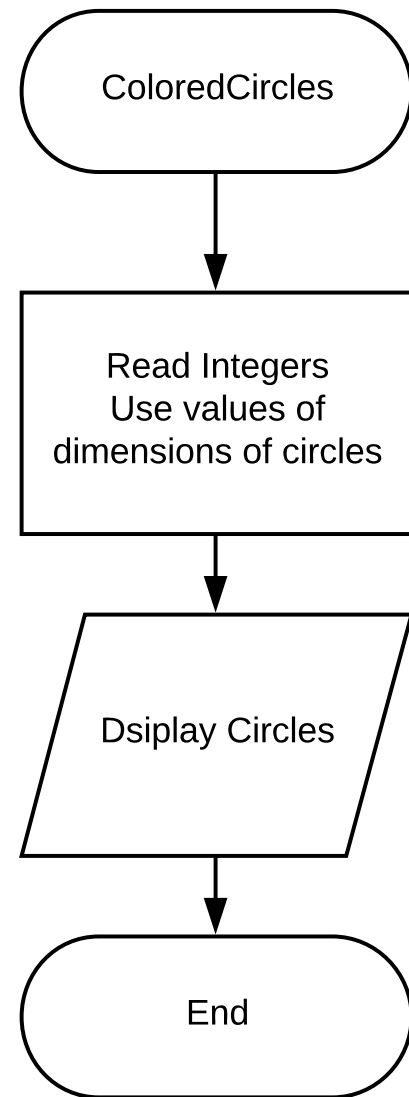 ColoredCircles
Read Integers
Use values of
dimensions of circles
Dsiplay Circles
End